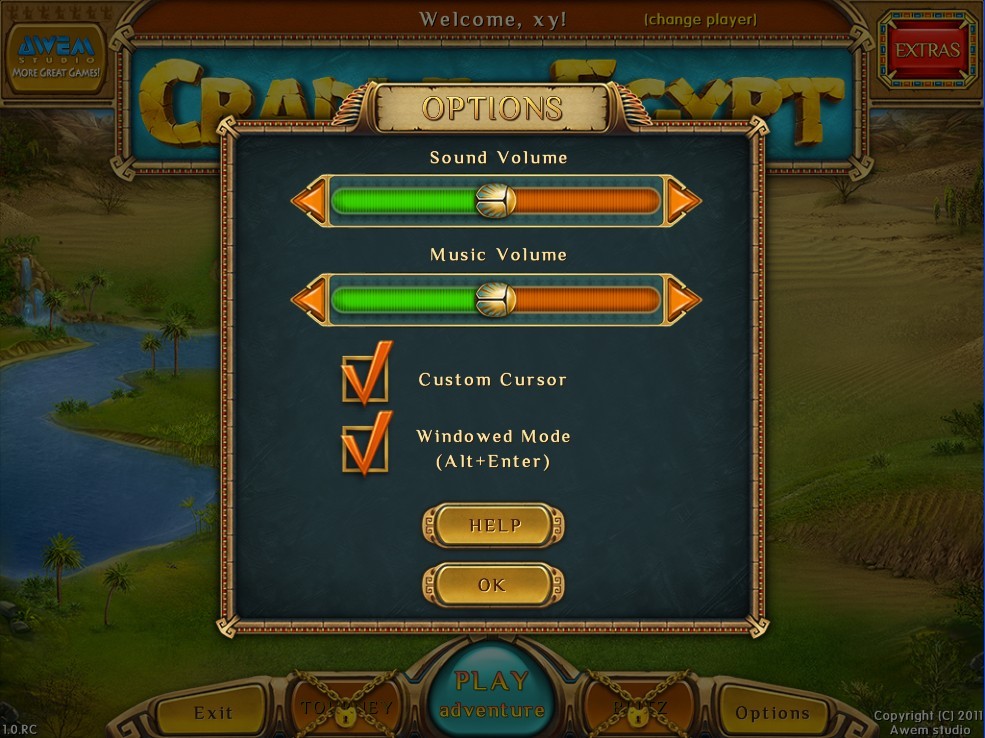 Welcome, xy!
(change player)
AWEM
STUDIO
MORE GREAT GAMES!
EXTRAS
OPTIONS
Sound Volume
Music Volume
Custom Cursor
Windowed Mode
(Alt+Enter)
HELP
OK
PLAY
adventure
Exit
Options
1.0.RC
Copyright (C) 2011
Awem studio